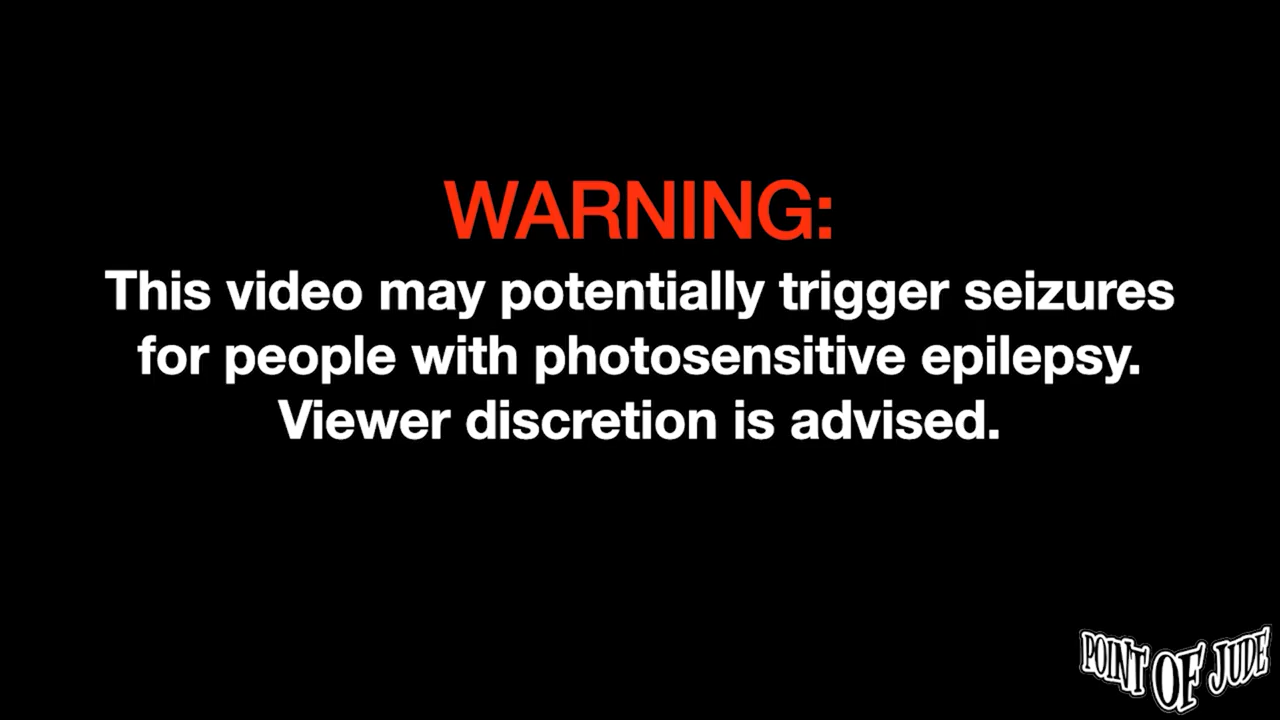 WARNING:
This video may potentially trigger seizures
for people with photosensitive epilepsy.
Viewer discretion is advised.
POINT OF JUDE